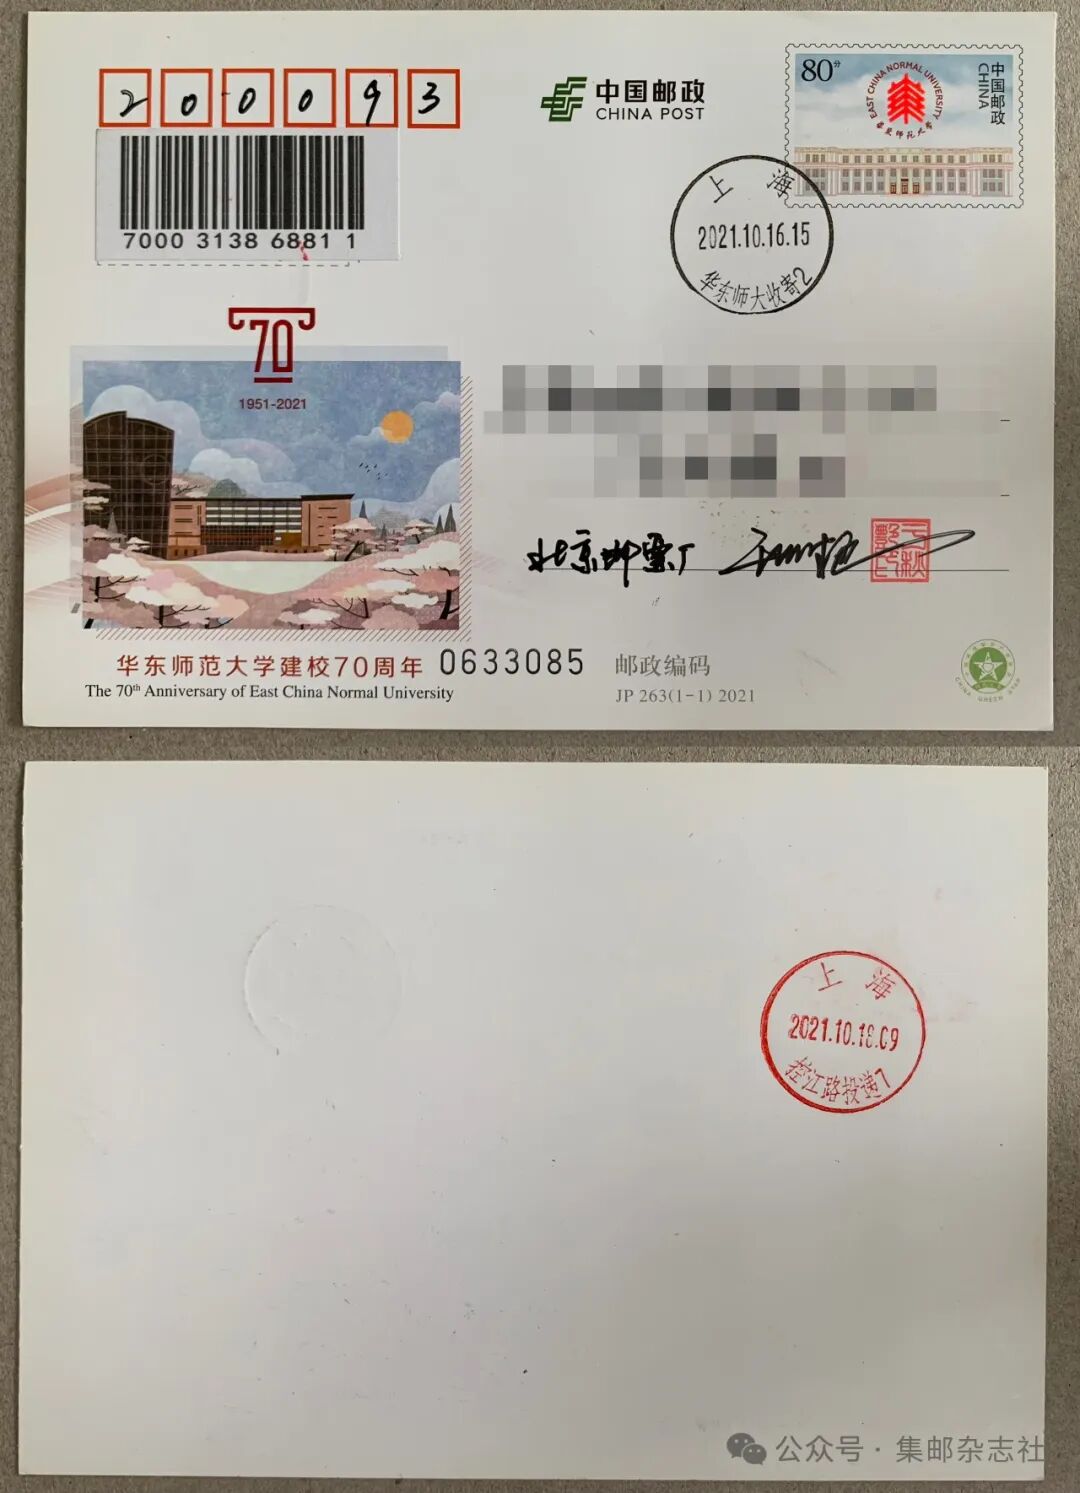 200093
中国邮政
CHINA POST
80分
中国邮政
CHINA
EAST CHINA NORMAL UNIVERSITY
华东师范大学
7000 3138 6881 1
上海
2021.10.16.15
华东师大收寄2
70
1951-2021
北京邮票厂
华东师范大学建校70周年
0633085
邮政编码
The 70th Anniversary of East China Normal University
JP 263(1-1) 2021
CHINA GREEN STAR
上海
2021.10.18.09
控江路投递7
公众号·集邮杂志社